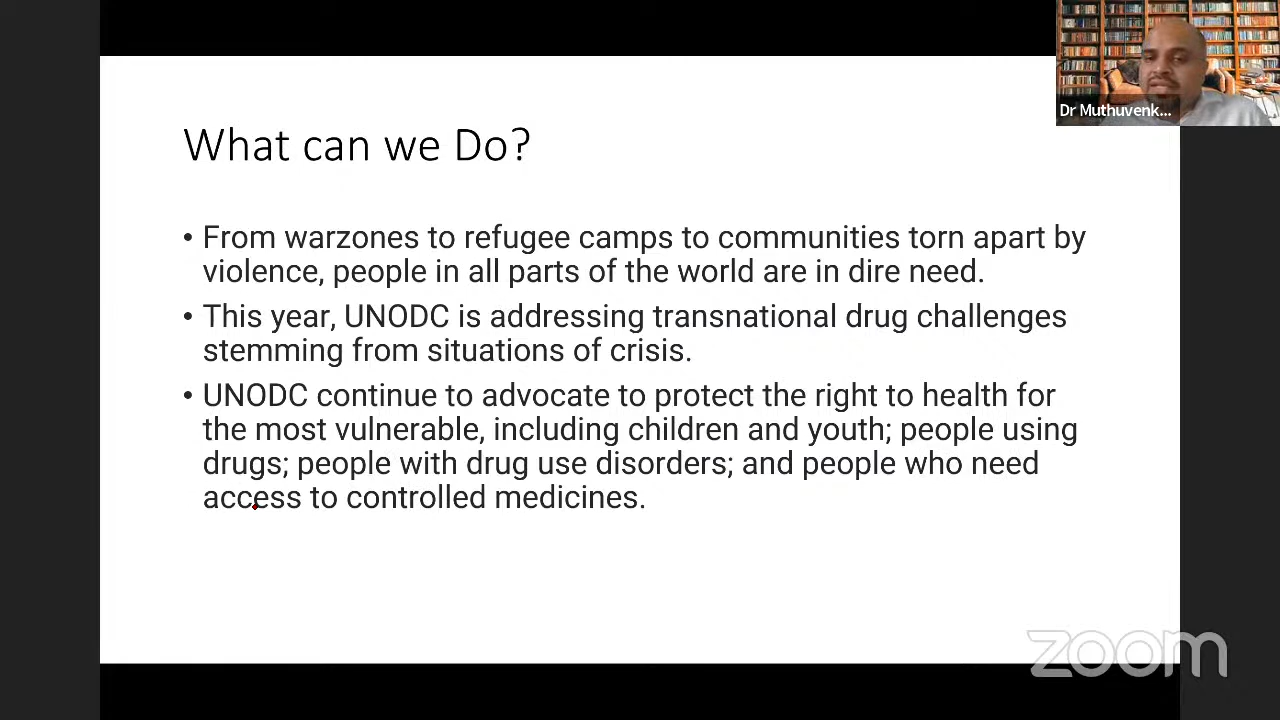 Dr Muthuvenk...
What can we Do?
• From warzones to refugee camps to communities torn apart by
violence, people in all parts of the world are in dire need.
• This year, UNODC is addressing transnational drug challenges
stemming from situations of crisis.
• UNODC continue to advocate to protect the right to health for
the most vulnerable, including children and youth; people using
drugs; people with drug use disorders; and people who need
access to controlled medicines.
zoom